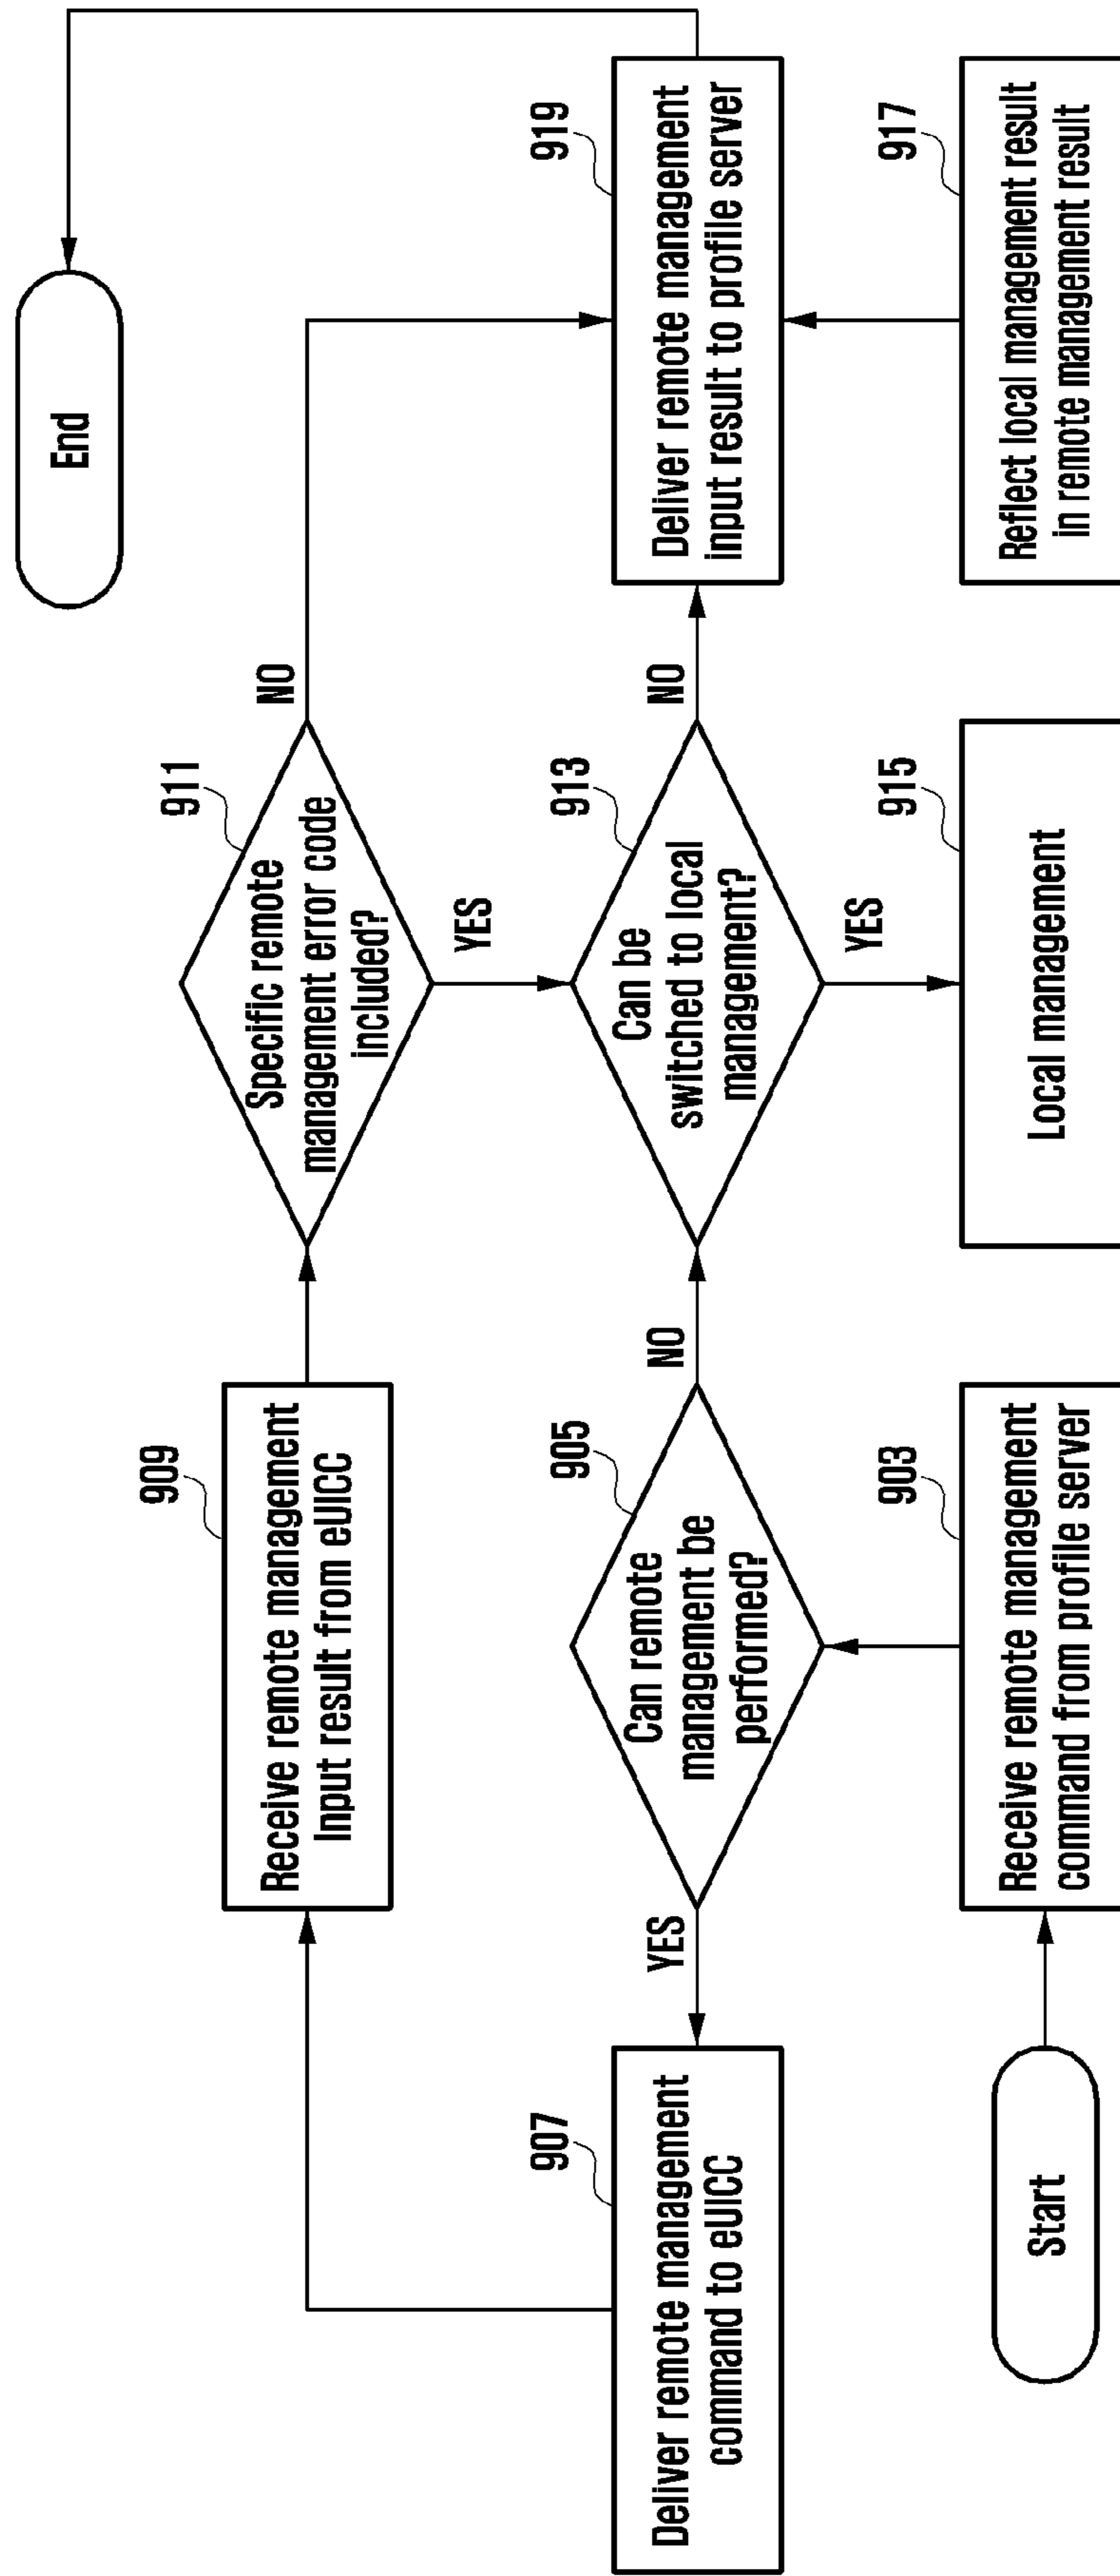 Start
903
Receive remote management
command from profile server
905
Can remote
management be
performed?
YES
NO
907
Deliver remote management
command to eUICC
909
Receive remote management
Input result from eUICC
911
Specific remote
management error code
included?
YES
NO
913
Can be
switched to local
management?
YES
NO
915
Local management
917
Reflect local management result
in remote management result
919
Deliver remote management
input result to profile server
End